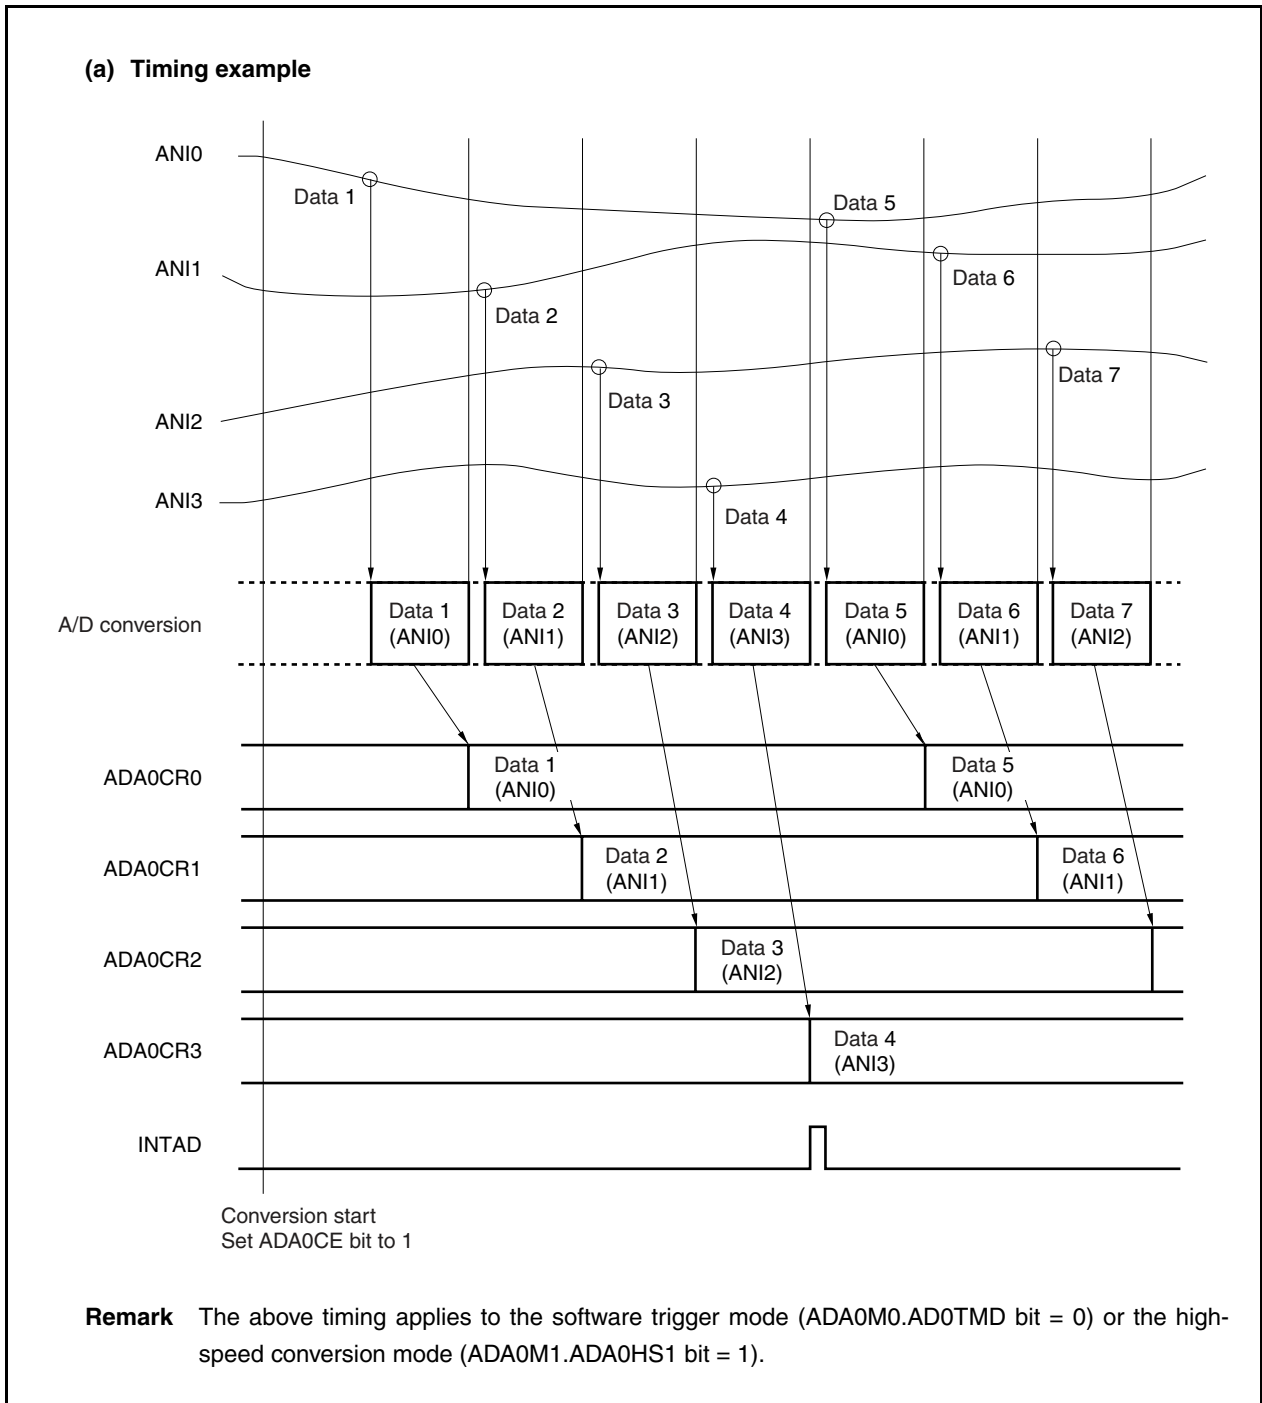 (a) Timing example
ANI0
Data 1
Data 5
ANI1
Data 6
Data 2
Data 7
Data 3
ANI2
ANI3
Data 4
A/D conversion
Data 1
(ANI0)
Data 2
(ANI1)
Data 3
(ANI2)
Data 4
(ANI3)
Data 5
(ANI0)
Data 6
(ANI1)
Data 7
(ANI2)
ADA0CR0
Data 1
(ANI0)
Data 5
(ANI0)
ADA0CR1
Data 2
(ANI1)
Data 6
(ANI1)
ADA0CR2
Data 3
(ANI2)
ADA0CR3
Data 4
(ANI3)
INTAD
Conversion start
Set ADA0CE bit to 1
Remark The above timing applies to the software trigger mode (ADA0M0.AD0TMD bit = 0) or the high-
speed conversion mode (ADA0M1.ADA0HS1 bit = 1).